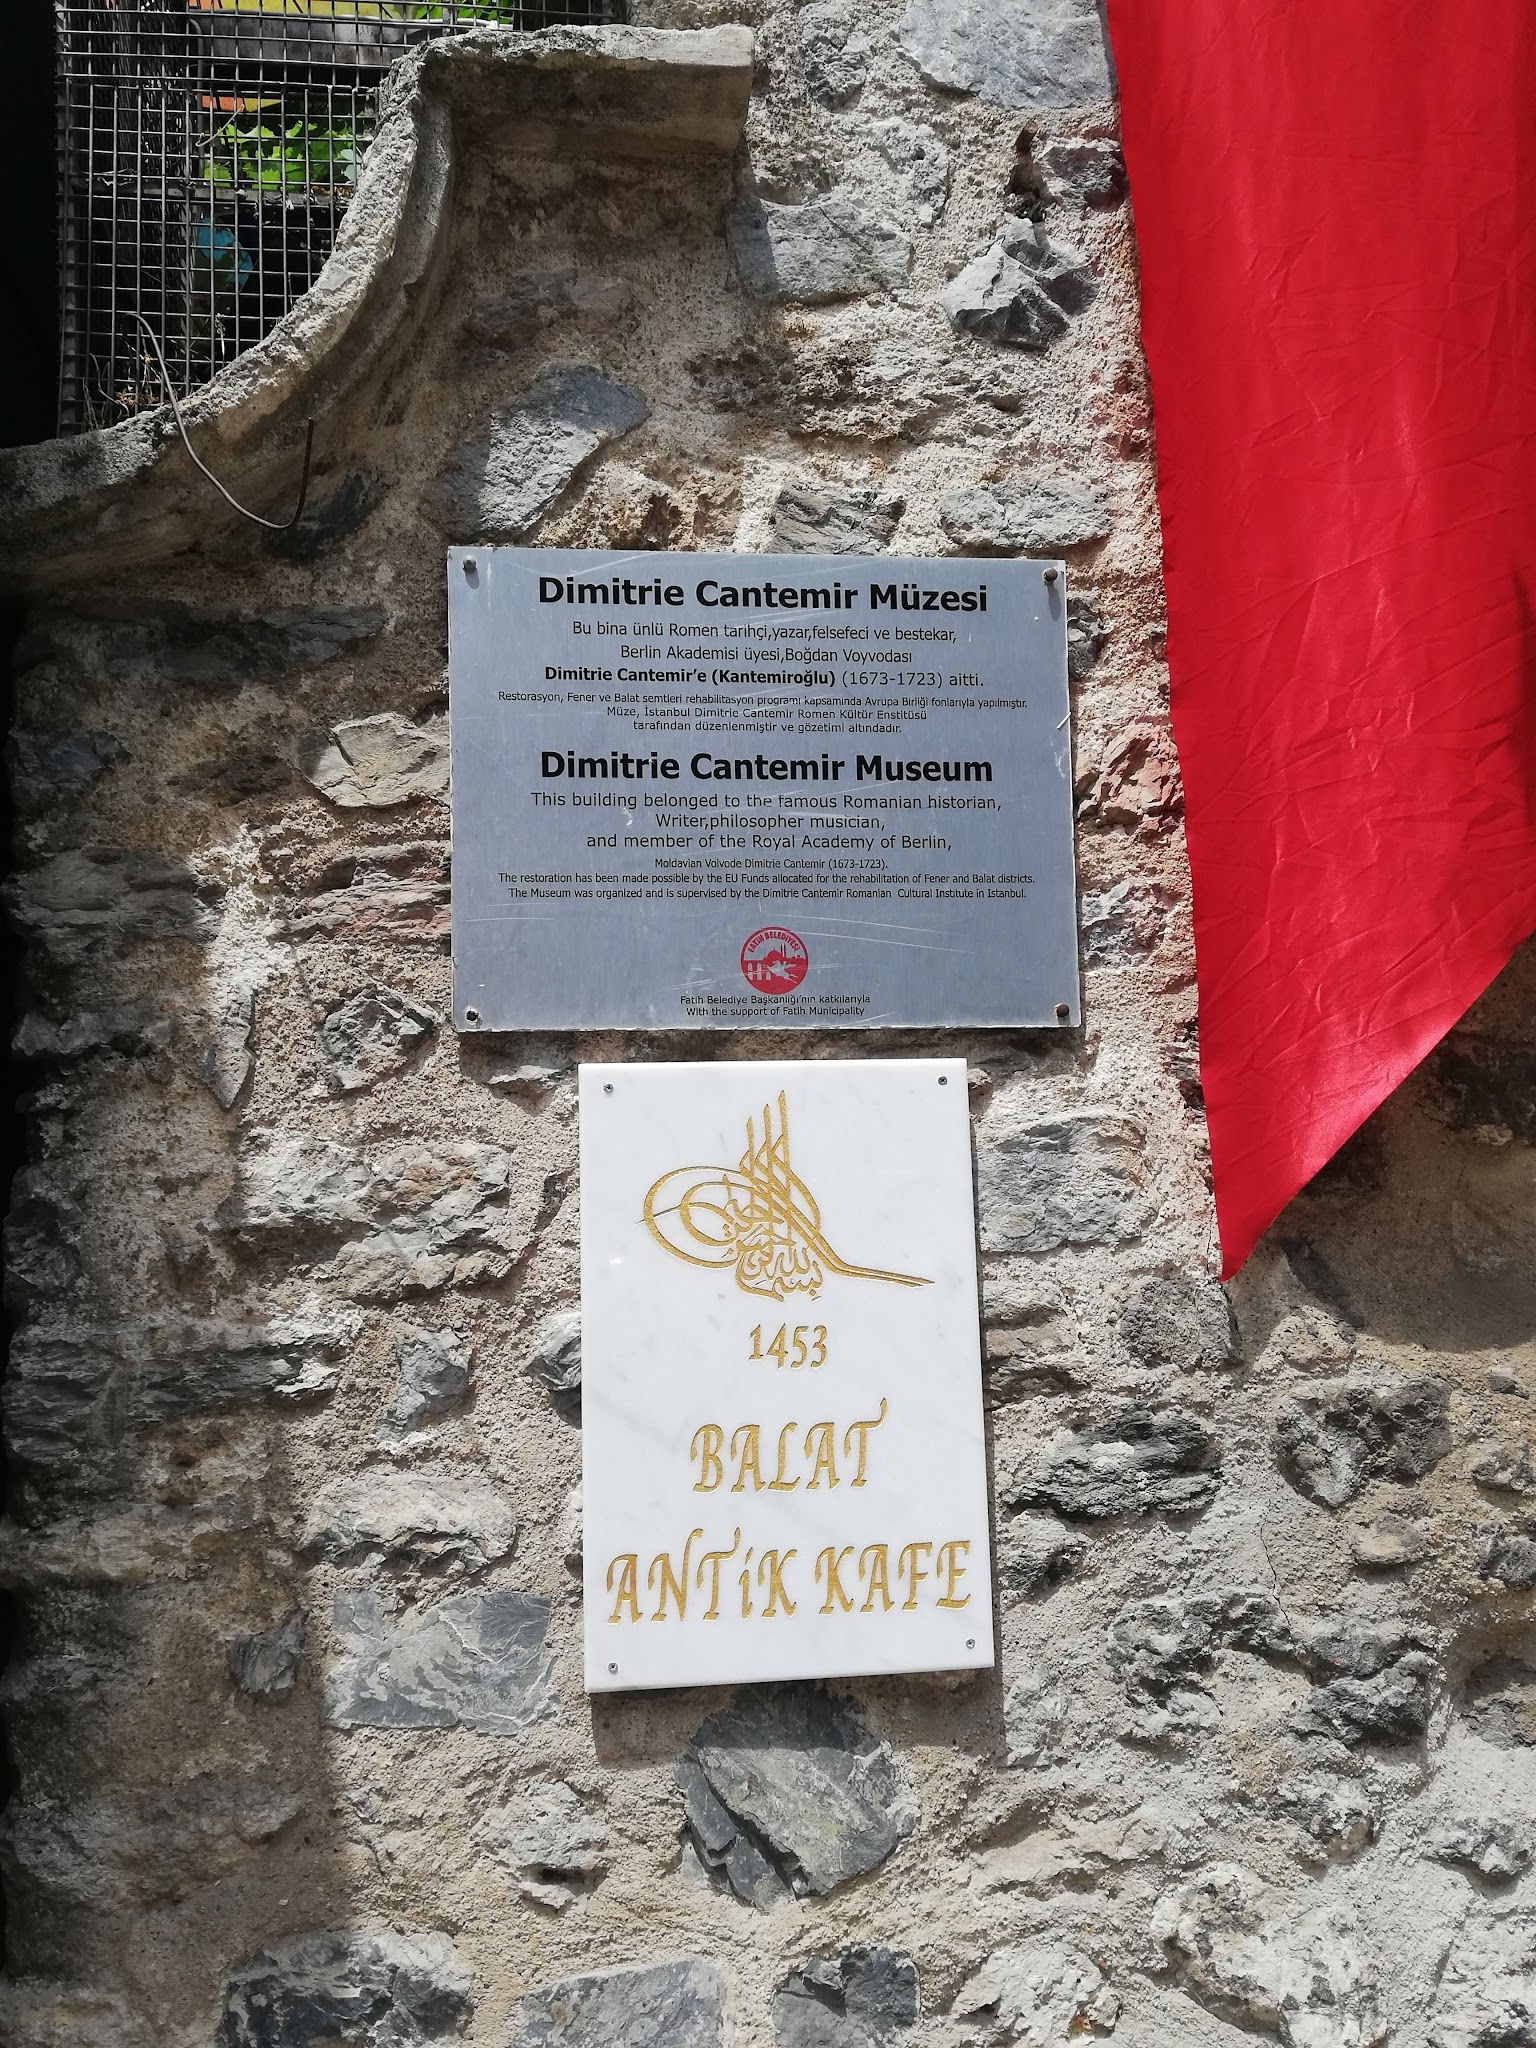 Dimitrie Cantemir Müzesi
Bu bina ünlü Romen tarihçi,yazar,felsefeci ve bestekar,
Berlin Akademisi üyesi,Boğdan Voyvodası
Dimitrie Cantemir'e (Kantemiroğlu) (1673-1723) aitti.
Restorasyon, Fener ve Balat semtleri rehabilitasyon programı kapsamında Avrupa Birliği fonlarıyla yapılmıştır.
Müze, İstanbul Dimitrie Cantemir Romen Kültür Enstitüsü
tarafından düzenlenmiştir ve gözetimi altındadır.
Dimitrie Cantemir Museum
This building belonged to the famous Romanian historian,
Writer,philosopher musician,
and member of the Royal Academy of Berlin,
Moldavian Voivode Dimitrie Cantemir (1673-1723).
The restoration has been made possible by the EU Funds allocated for the rehabilitation of Fener and Balat districts.
The Museum was organized and is supervised by the Dimitrie Cantemir Romanian Cultural Institute in Istanbul.
FATİH BELEDİYESİ
Fatih Belediye Başkanlığı'nın katkılarıyla
With the support of Fatih Municipality
1453
BALAT
ANTİK KAFE